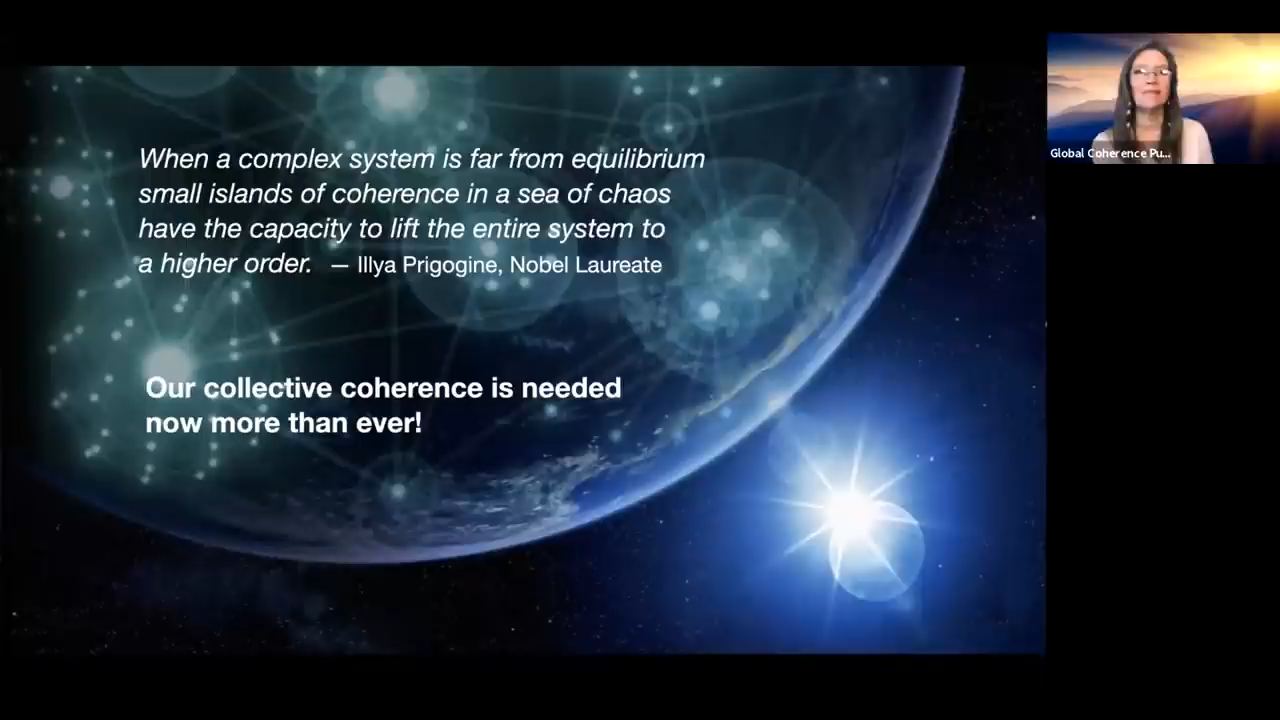 When a complex system is far from equilibrium
small islands of coherence in a sea of chaos
have the capacity to lift the entire system to
a higher order. — Illya Prigogine, Nobel Laureate
Our collective coherence is needed
now more than ever!
Global Coherence Pu...